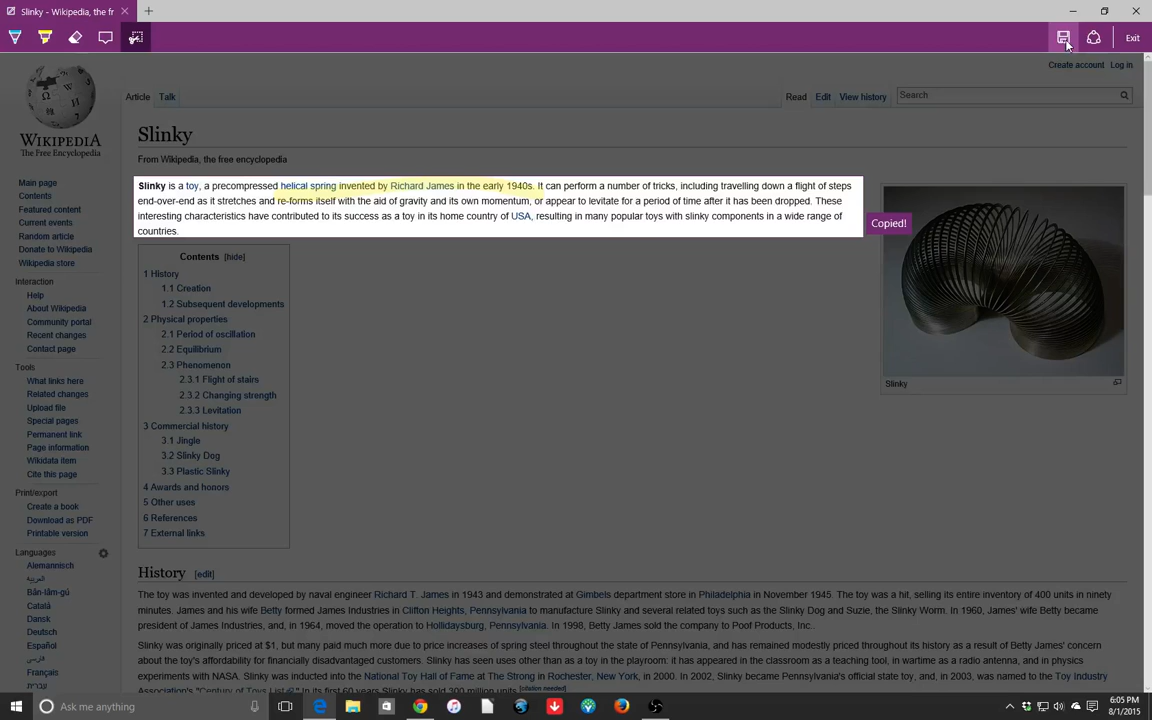 Slinky - Wikipedia, the fr
Exit
Create account Log in
Article Talk
Read Edit View history Search
WIKIPEDIA
The Free Encyclopedia
Main page
Contents
Featured content
Current events
Random article
Donate to Wikipedia
Wikipedia store
Interaction
Help
About Wikipedia
Community portal
Recent changes
Contact page
Tools
What links here
Related changes
Upload file
Special pages
Permanent link
Page information
Wikidata item
Cite this page
Print/export
Create a book
Download as PDF
Printable version
Languages
Alemannisch
العربية
Bân-lâm-gú
Català
Dansk
Deutsch
Español
فارسی
Français
עברית
Slinky
From Wikipedia, the free encyclopedia
Slinky is a toy, a precompressed helical spring invented by Richard James in the early 1940s. It can perform a number of tricks, including travelling down a flight of steps
end-over-end as it stretches and re-forms itself with the aid of gravity and its own momentum, or appear to levitate for a period of time after it has been dropped. These
interesting characteristics have contributed to its success as a toy in its home country of USA, resulting in many popular toys with slinky components in a wide range of
countries.
Copied!
Slinky
Contents [hide]
1 History
1.1 Creation
1.2 Subsequent developments
2 Physical properties
2.1 Period of oscillation
2.2 Equilibrium
2.3 Phenomenon
2.3.1 Flight of stairs
2.3.2 Changing strength
2.3.3 Levitation
3 Commercial history
3.1 Jingle
3.2 Slinky Dog
3.3 Plastic Slinky
4 Awards and honors
5 Other uses
6 References
7 External links
History [edit]
The toy was invented and developed by naval engineer Richard T. James in 1943 and demonstrated at Gimbels department store in Philadelphia in November 1945. The toy was a hit, selling its entire inventory of 400 units in ninety
minutes. James and his wife Betty formed James Industries in Clifton Heights, Pennsylvania to manufacture Slinky and several related toys such as the Slinky Dog and Suzie, the Slinky Worm. In 1960, James' wife Betty became
president of James Industries, and, in 1964, moved the operation to Hollidaysburg, Pennsylvania. In 1998, Betty James sold the company to Poof Products, Inc..
Slinky was originally priced at $1, but many paid much more due to price increases of spring steel throughout the state of Pennsylvania, and has remained modestly priced throughout its history as a result of Betty James' concern
about the toy's affordability for financially disadvantaged customers. Slinky has seen uses other than as a toy in the playroom: it has appeared in the classroom as a teaching tool, in wartime as a radio antenna, and in physics
experiments with NASA. Slinky was inducted into the National Toy Hall of Fame at The Strong in Rochester, New York, in 2000. In 2002, Slinky became Pennsylvania's official state toy, and, in 2003, was named to the Toy Industry
Association's "Century of Toys List". In its first 60 years Slinky has sold 300 million units.[citation needed]
Ask me anything
6:05 PM
8/1/2015